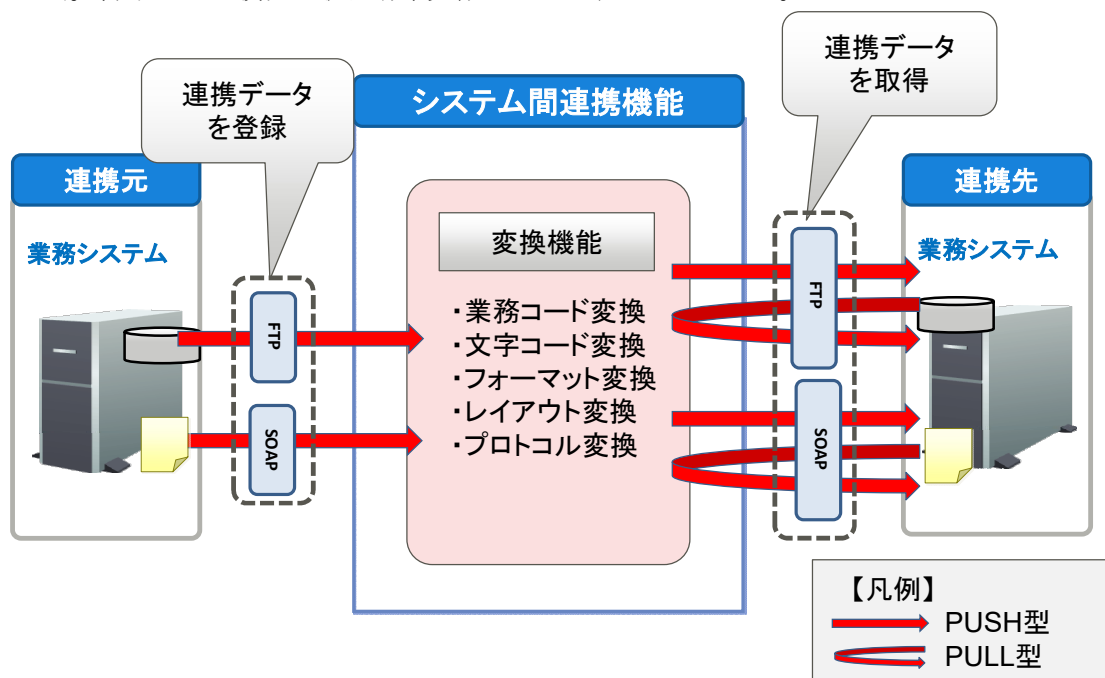 連携データ
を登録
システム間連携機能
連携データ
を取得
連携元
業務システム
FTP
SOAP
変換機能
・業務コード変換
・文字コード変換
・フォーマット変換
・レイアウト変換
・プロトコル変換
FTP
SOAP
連携先
業務システム
【凡例】
PUSH型
PULL型